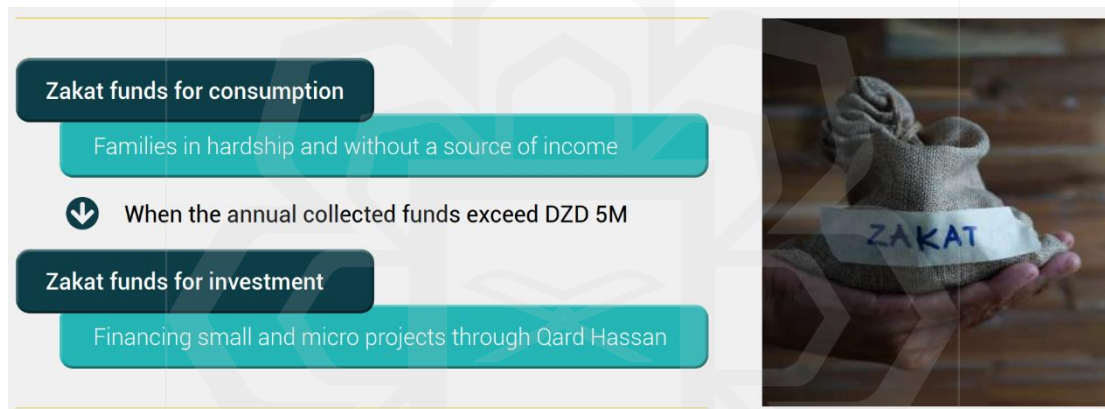 Zakat funds for consumption
Families in hardship and without a source of income
When the annual collected funds exceed DZD 5M
Zakat funds for investment
Financing small and micro projects through Qard Hassan
ZAKAT